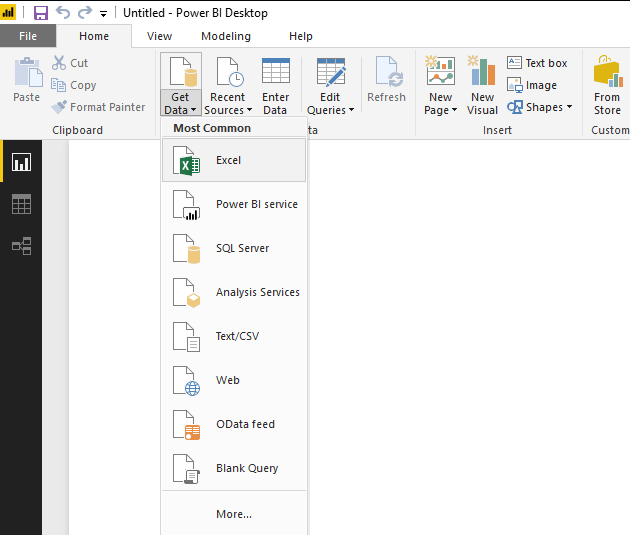 Untitled - Power BI Desktop
File Home View Modeling Help
Paste
Cut
Copy
Format Painter
Clipboard
Get Data
Recent Sources
Enter Data
Edit Queries
Refresh
New Page
New Visual
Text box
Image
Shapes
Insert
From Store
Custom
ta
Most Common
Excel
Power BI service
SQL Server
Analysis Services
Text/CSV
Web
OData feed
Blank Query
More...